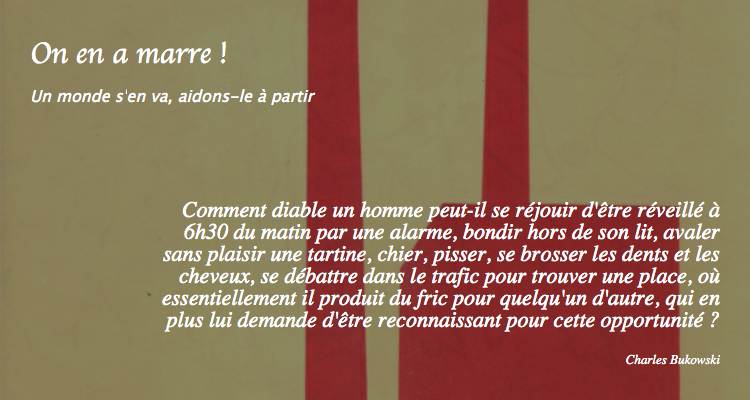 On en a marre !
Un monde s'en va, aidons-le à partir
Comment diable un homme peut-il se réjouir d'être réveillé à
6h30 du matin par une alarme, bondir hors de son lit, avaler
sans plaisir une tartine, chier, pisser, se brosser les dents et les
cheveux, se débattre dans le trafic pour trouver une place, où
essentiellement il produit du fric pour quelqu'un d'autre, qui en
plus lui demande d'être reconnaissant pour cette opportunité ?
Charles Bukowski